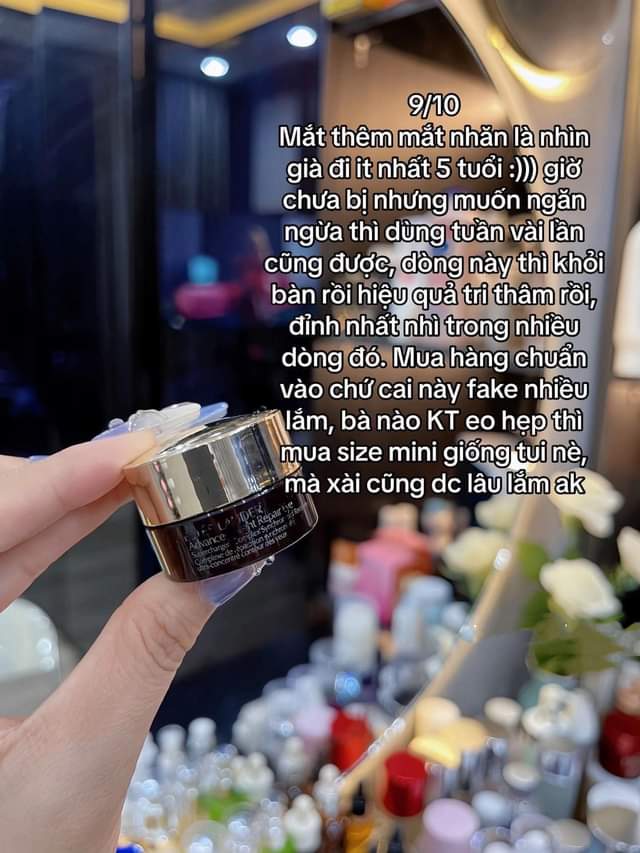 9/10
Mắt thêm mắt nhăn là nhìn
già đi it nhất 5 tuổi :))) giờ
chưa bị nhưng muốn ngăn
ngừa thì dùng tuần vài lần
cũng được, dòng này thì khỏi
bàn rồi hiệu quả tri thâm rồi,
đỉnh nhất nhì trong nhiều
dòng đó. Mua hàng chuẩn
vào chứ cai này fake nhiều
lắm, bà nào KT eo hẹp thì
mua size mini giống tui nè,
mà xài cũng dc lâu lắm ak
LAUDER
Advanced Night Repair Eye
Supercharged